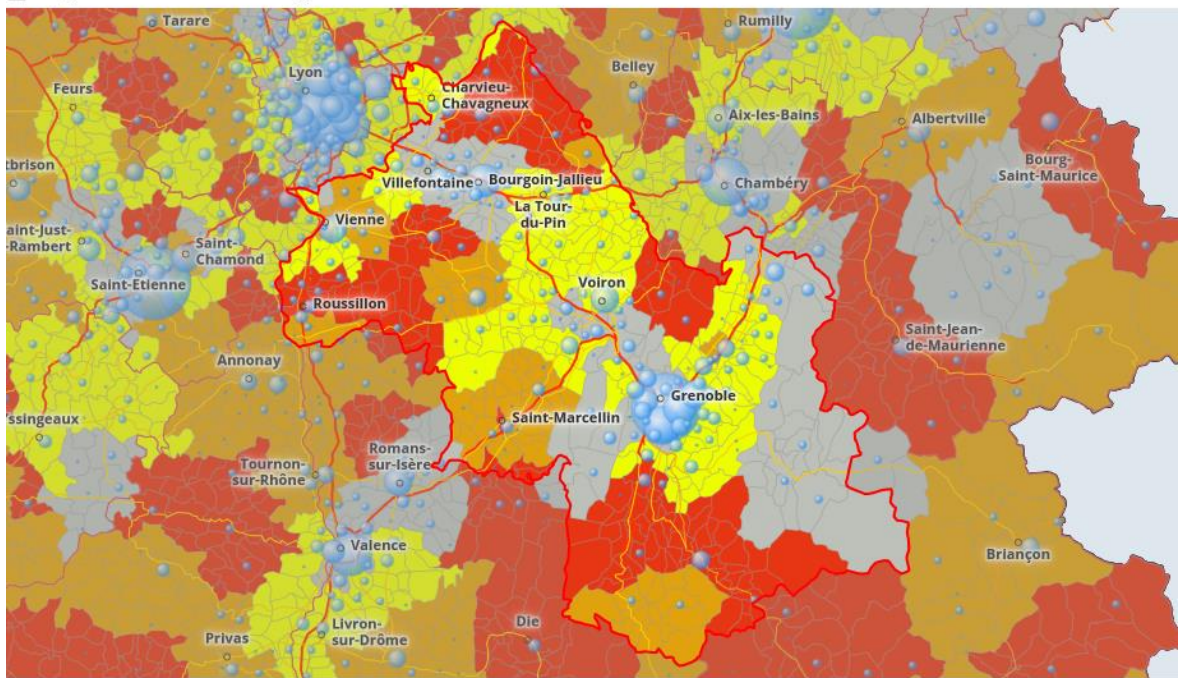 Tarare
Rumilly
Lyon
Belley
Feurs
Charvieu-
Chavagneux
Aix-les-Bains
Albertville
tbrison
Bourg-
Saint-Maurice
Villefontaine
Bourgoin-Jallieu
Chambéry
La Tour-
du-Pin
Vienne
Saint-Just-
-Rambert
Saint-
Chamond
Saint-Etienne
Voiron
Roussillon
Saint-Jean-
de-Maurienne
Annonay
Grenoble
ssingeaux
Saint-Marcellin
Romans-
sur-Isère
Tournon-
sur-Rhône
Valence
Briançon
Livron-
sur-Drôme
Die
Privas